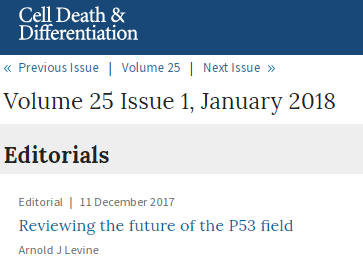 Cell Death &
Differentiation
« Previous Issue | Volume 25 | Next Issue »
Volume 25 Issue 1, January 2018
Editorials
Editorial | 11 December 2017
Reviewing the future of the P53 field
Arnold J Levine